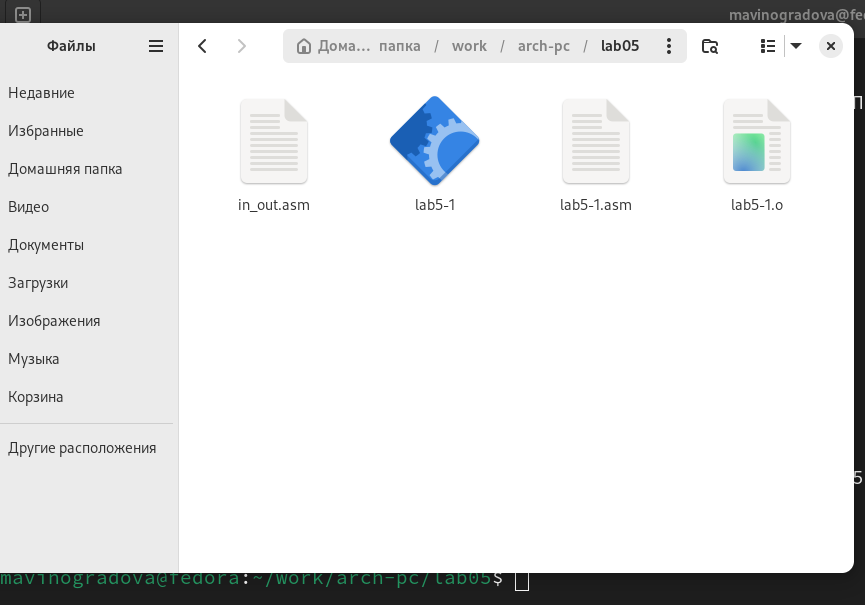 mavinogradova@fed
Файлы
Дома… папка / work / arch-pc / lab05
Недавние
Избранные
Домашняя папка
Видео
Документы
Загрузки
Изображения
Музыка
Корзина
Другие расположения
in_out.asm
lab5-1
lab5-1.asm
lab5-1.o
П
5
mavinogradova@fedora:~/work/arch-pc/lab05$